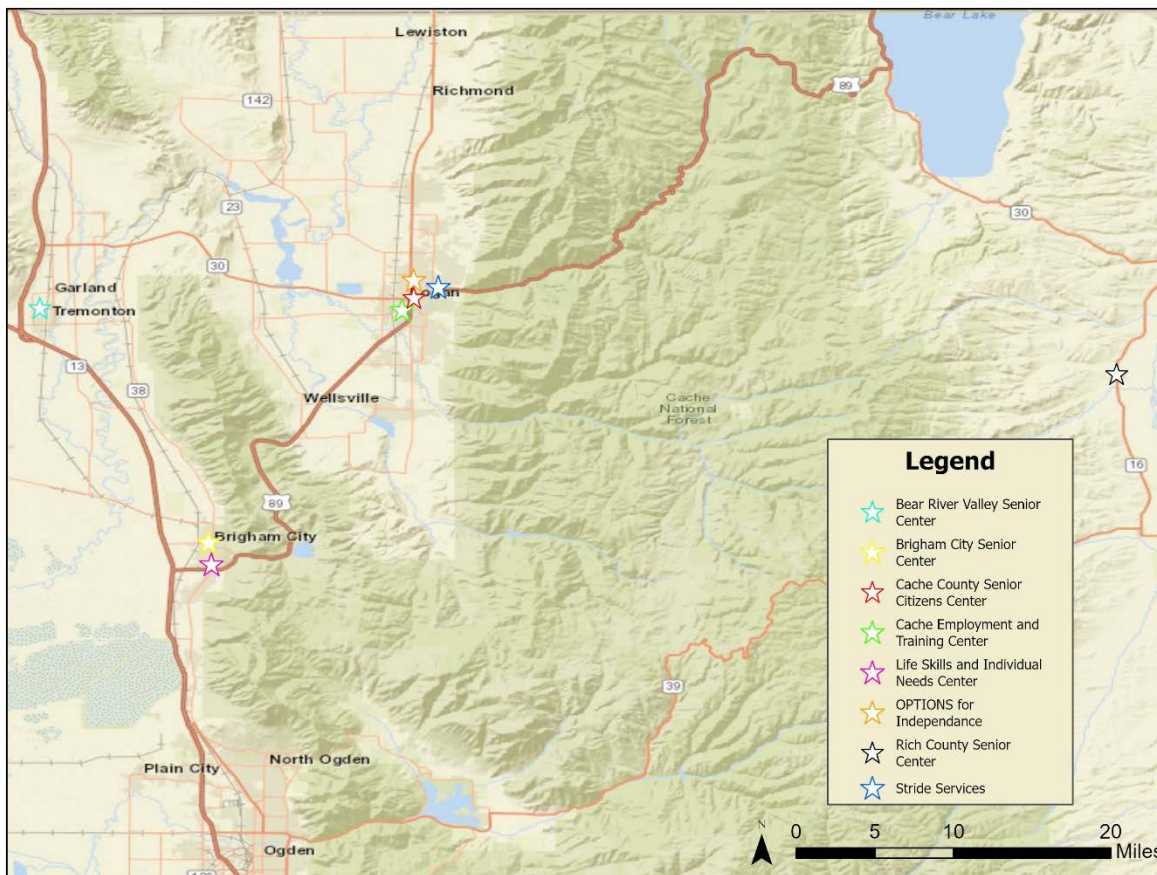 Bear Lake
Lewiston
89
Richmond
142
23
30
30
Garland
Tremonton
13
38
Wellsville
Cache
National
Forest
16
89
Brigham City
39
North Ogden
Plain City
Ogden
Legend
Bear River Valley Senior
Center
Brigham City Senior
Center
Cache County Senior
Citizens Center
Cache Employment and
Training Center
Life Skills and Individual
Needs Center
OPTIONS for
Independance
Rich County Senior
Center
Stride Services
N
0 5 10 20
Miles